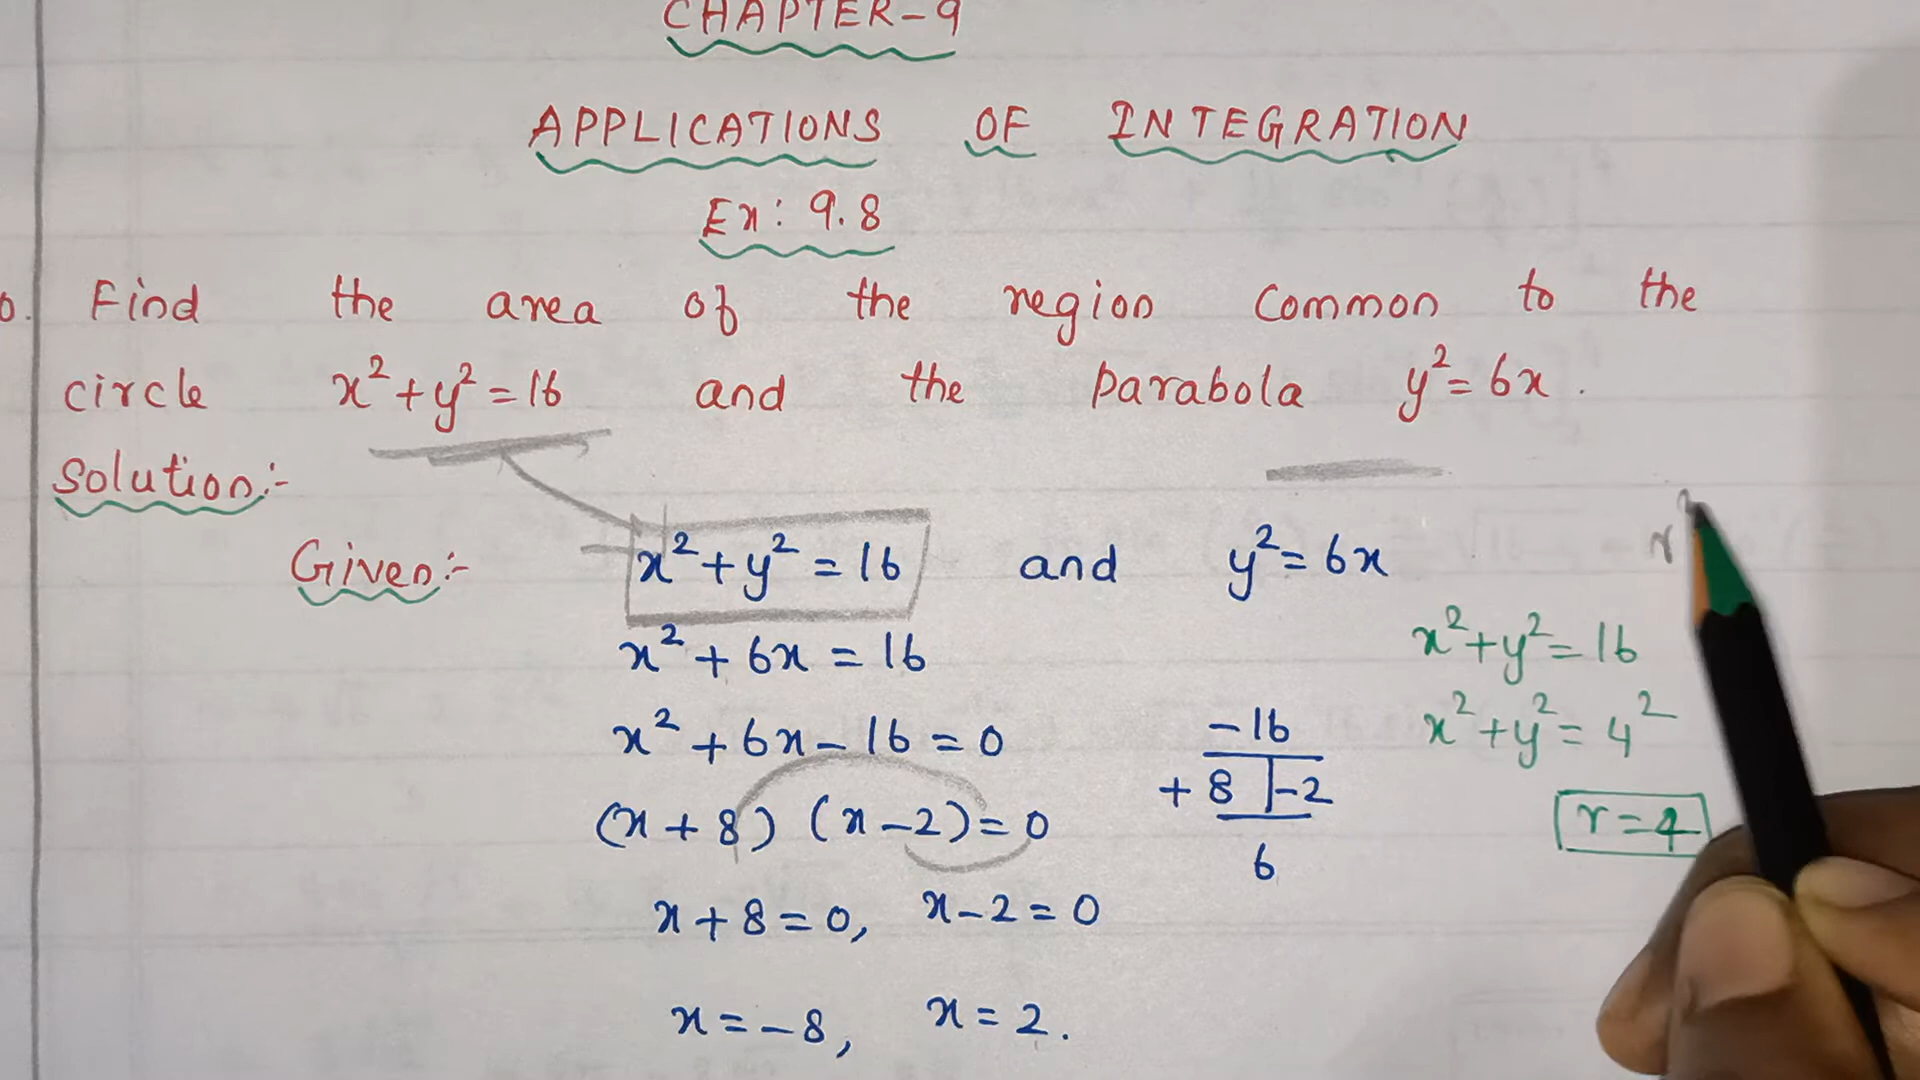 CHAPTER-9
APPLICATIONS OF INTEGRATION
Ex: 9.8
Find the area of the region common to the
circle x²+y²=16 and the parabola y²=6x.
Solution:-
Given:- x²+y²=16 and y²=6x
x²+6x=16
x²+6x-16=0
(x+8)(x-2)=0
x+8=0, x-2=0
x=-8, x=2.
-16
+8 | -2
6
r²
x²+y²=16
x²+y²=4²
r=4